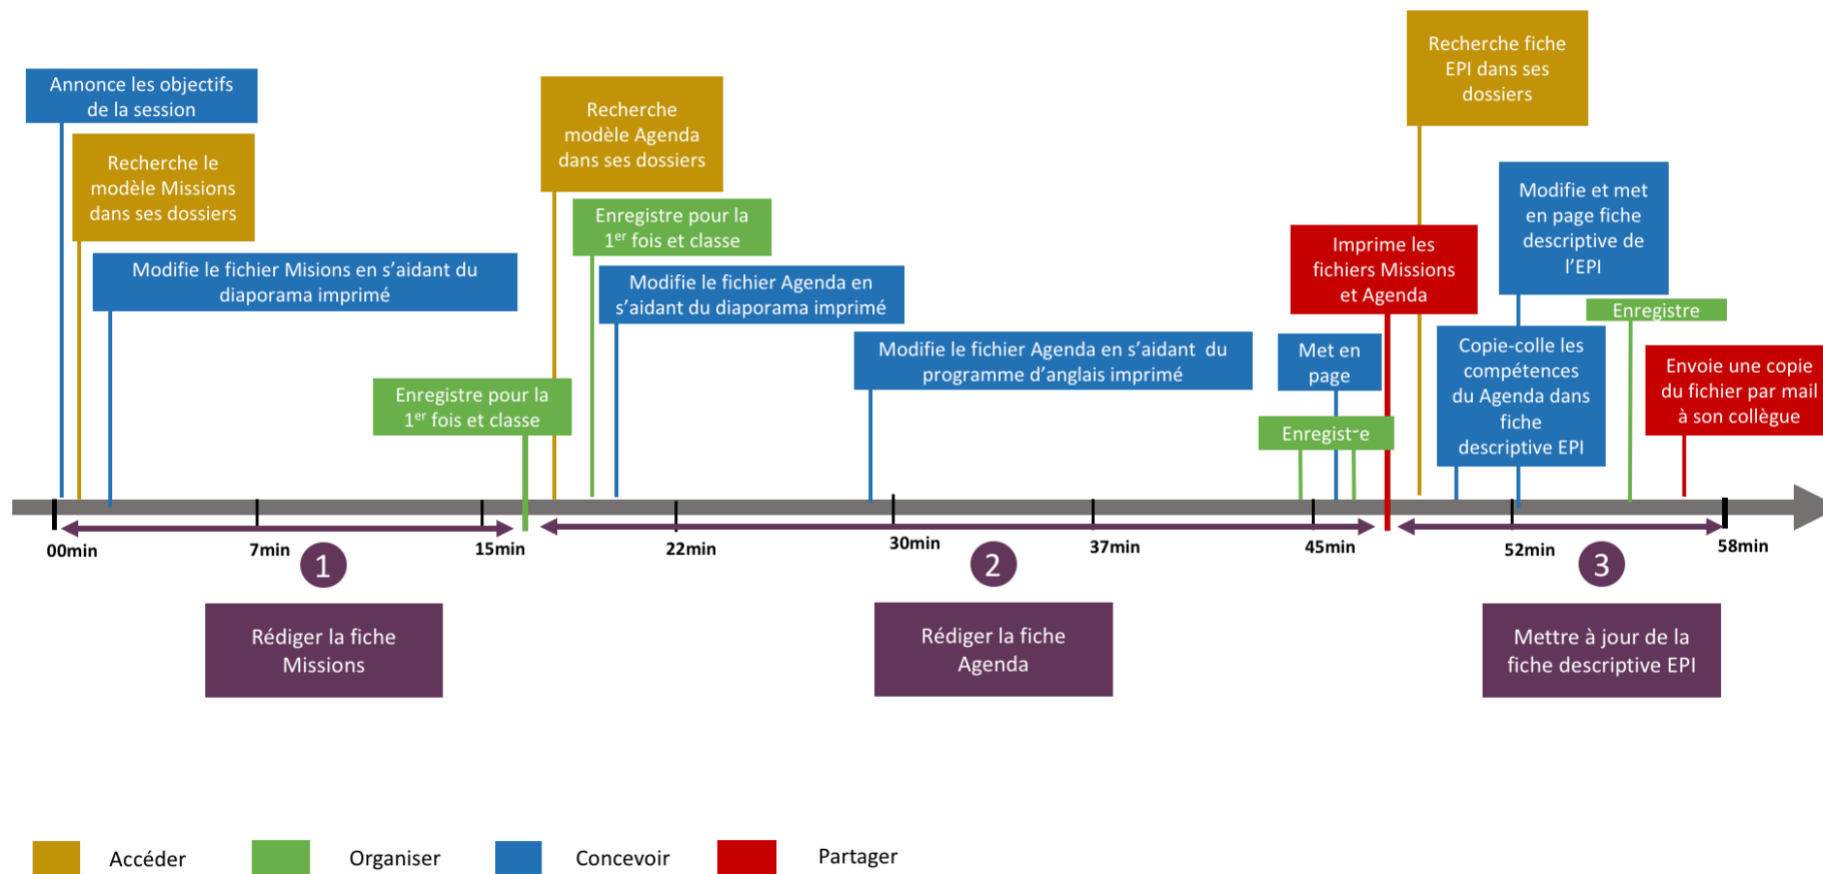 Annonce les objectifs
de la session
Recherche le
modèle Missions
dans ses dossiers
Modifie le fichier Misions en s'aidant du
diaporama imprimé
Enregistre pour la
1er fois et classe
Recherche
modèle Agenda
dans ses dossiers
Enregistre pour la
1er fois et classe
Modifie le fichier Agenda en
s'aidant du diaporama imprimé
Modifie le fichier Agenda en s'aidant du
programme d'anglais imprimé
Met en
page
Enregistre
Imprime les
fichiers Missions
et Agenda
Recherche fiche
EPI dans ses
dossiers
Modifie et met
en page fiche
descriptive de
l'EPI
Copie-colle les
compétences
du Agenda dans
fiche
descriptive EPI
Enregistre
Envoie une copie
du fichier par mail
à son collègue
00min
7min
15min
22min
30min
37min
45min
52min
58min
1
2
3
Rédiger la fiche
Missions
Rédiger la fiche
Agenda
Mettre à jour de la
fiche descriptive EPI
Accéder
Organiser
Concevoir
Partager